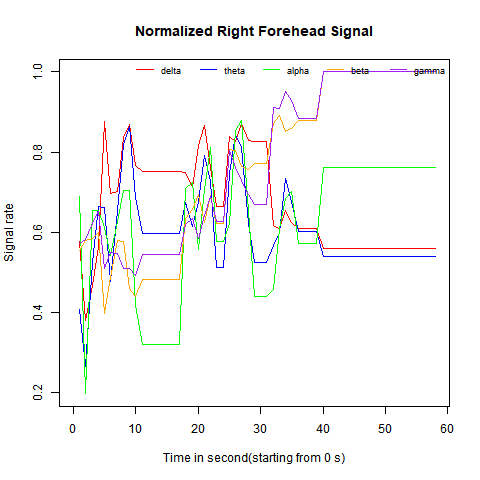 Normalized Right Forehead Signal
delta theta alpha beta gamma
1.0
0.8
0.6
0.4
0.2
Signal rate
0 10 20 30 40 50 60
Time in second(starting from 0 s)